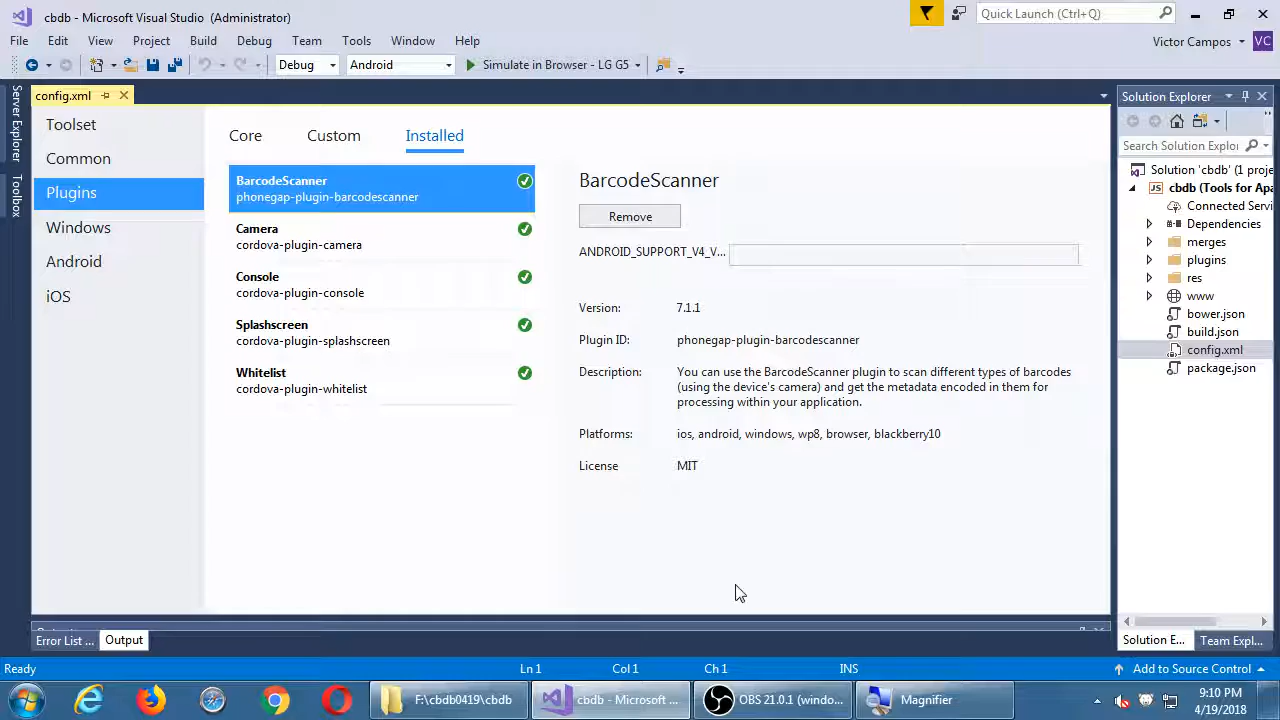 cbdb - Microsoft Visual Studio (Administrator)
Quick Launch (Ctrl+Q)
File Edit View Project Build Debug Team Tools Window Help
Victor Campos VC
Debug Android Simulate in Browser - LG G5
config.xml
Server Explorer
Toolbox
Toolset
Common
Plugins
Windows
Android
iOS
Core Custom Installed
BarcodeScanner
phonegap-plugin-barcodescanner
Camera
cordova-plugin-camera
Console
cordova-plugin-console
Splashscreen
cordova-plugin-splashscreen
Whitelist
cordova-plugin-whitelist
BarcodeScanner
Remove
ANDROID_SUPPORT_V4_V...
Version: 7.1.1
Plugin ID: phonegap-plugin-barcodescanner
Description: You can use the BarcodeScanner plugin to scan different types of barcodes
(using the device's camera) and get the metadata encoded in them for
processing within your application.
Platforms: ios, android, windows, wp8, browser, blackberry10
License MIT
Solution Explorer
Search Solution Explo
Solution 'cbdb' (1 proje
JS cbdb (Tools for Apa
Connected Servi
Dependencies
merges
plugins
res
www
bower.json
build.json
config.xml
package.json
Error List ... Output
Solution E... Team Expl...
Ready Ln 1 Col 1 Ch 1 INS Add to Source Control
F:\cbdb0419\cbdb
cbdb - Microsoft ...
OBS 21.0.1 (windo...
Magnifier
9:10 PM
4/19/2018